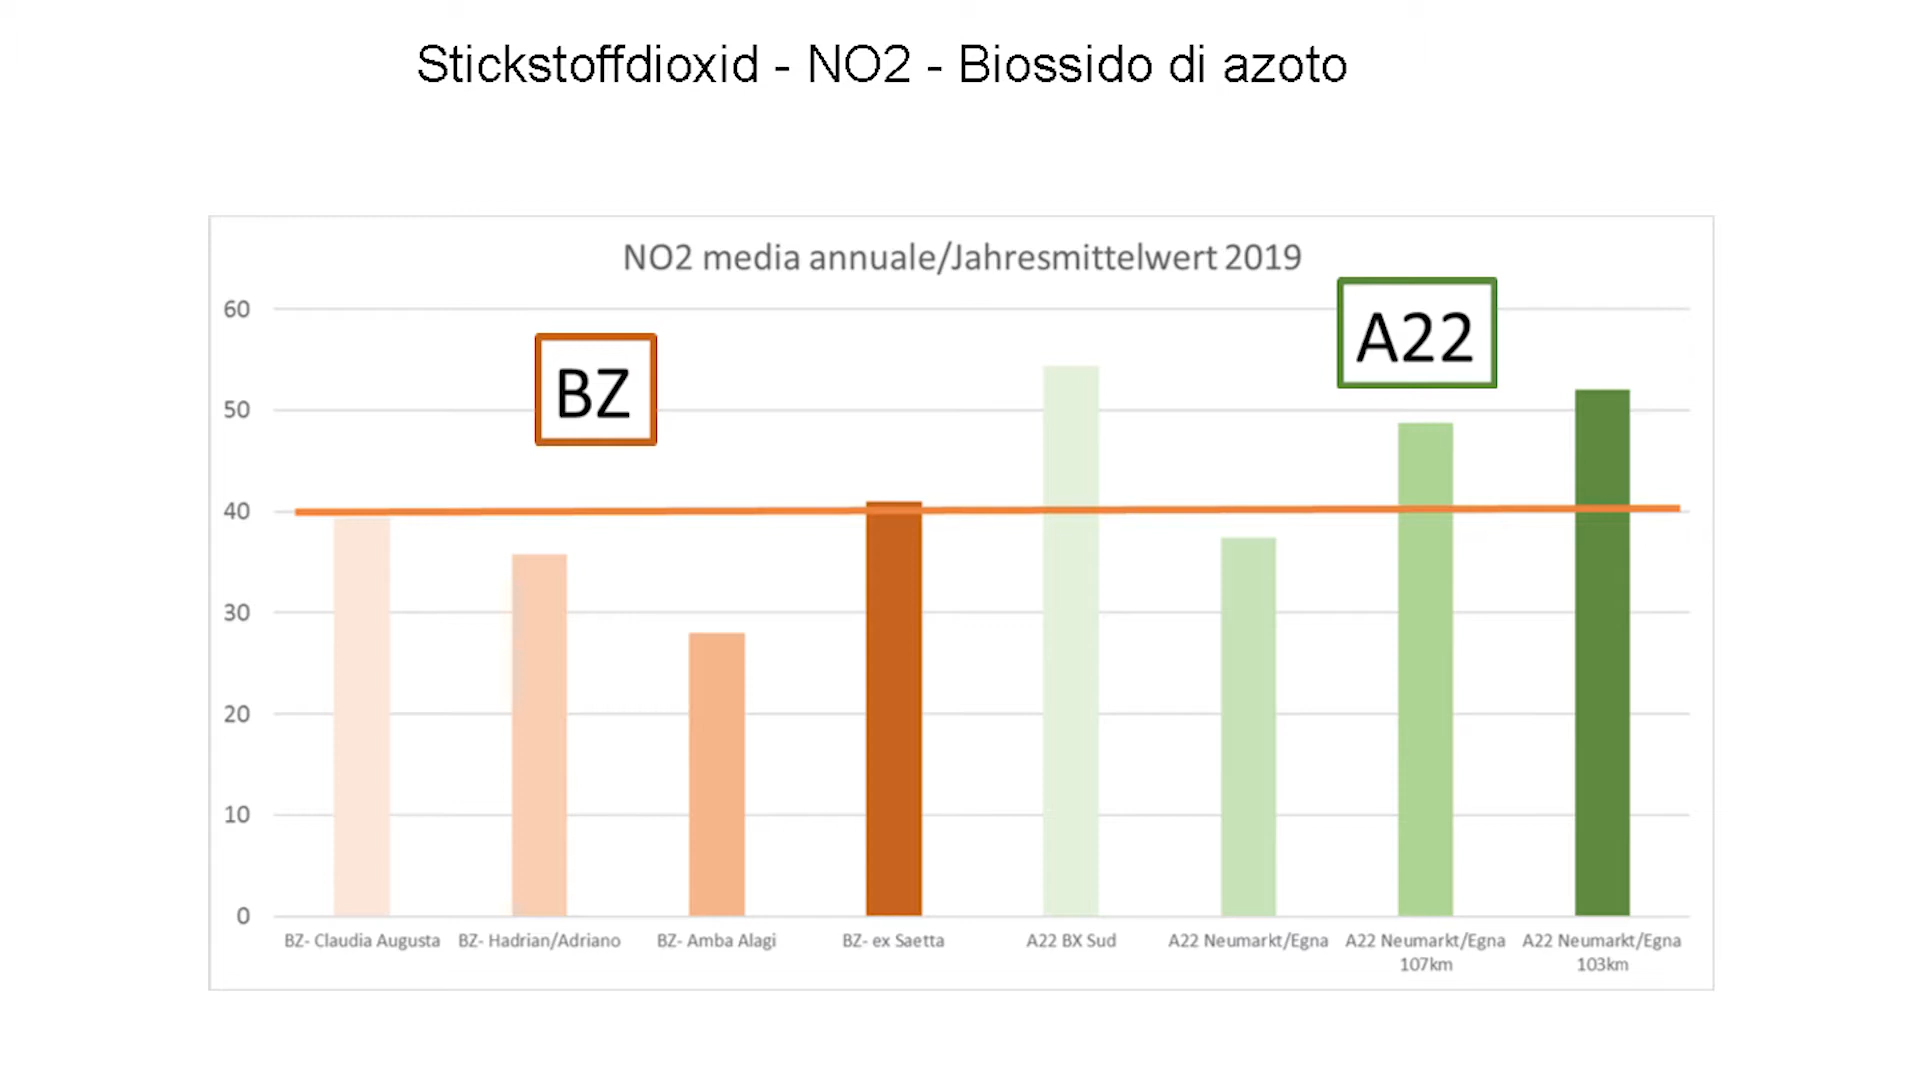 Stickstoffdioxid - NO2 - Biossido di azoto
NO2 media annuale/Jahresmittelwert 2019
60
50
40
30
20
10
0
BZ
A22
BZ- Claudia Augusta
BZ- Hadrian/Adriano
BZ- Amba Alagi
BZ- ex Saetta
A22 BX Sud
A22 Neumarkt/Egna
A22 Neumarkt/Egna
107km
A22 Neumarkt/Egna
103km